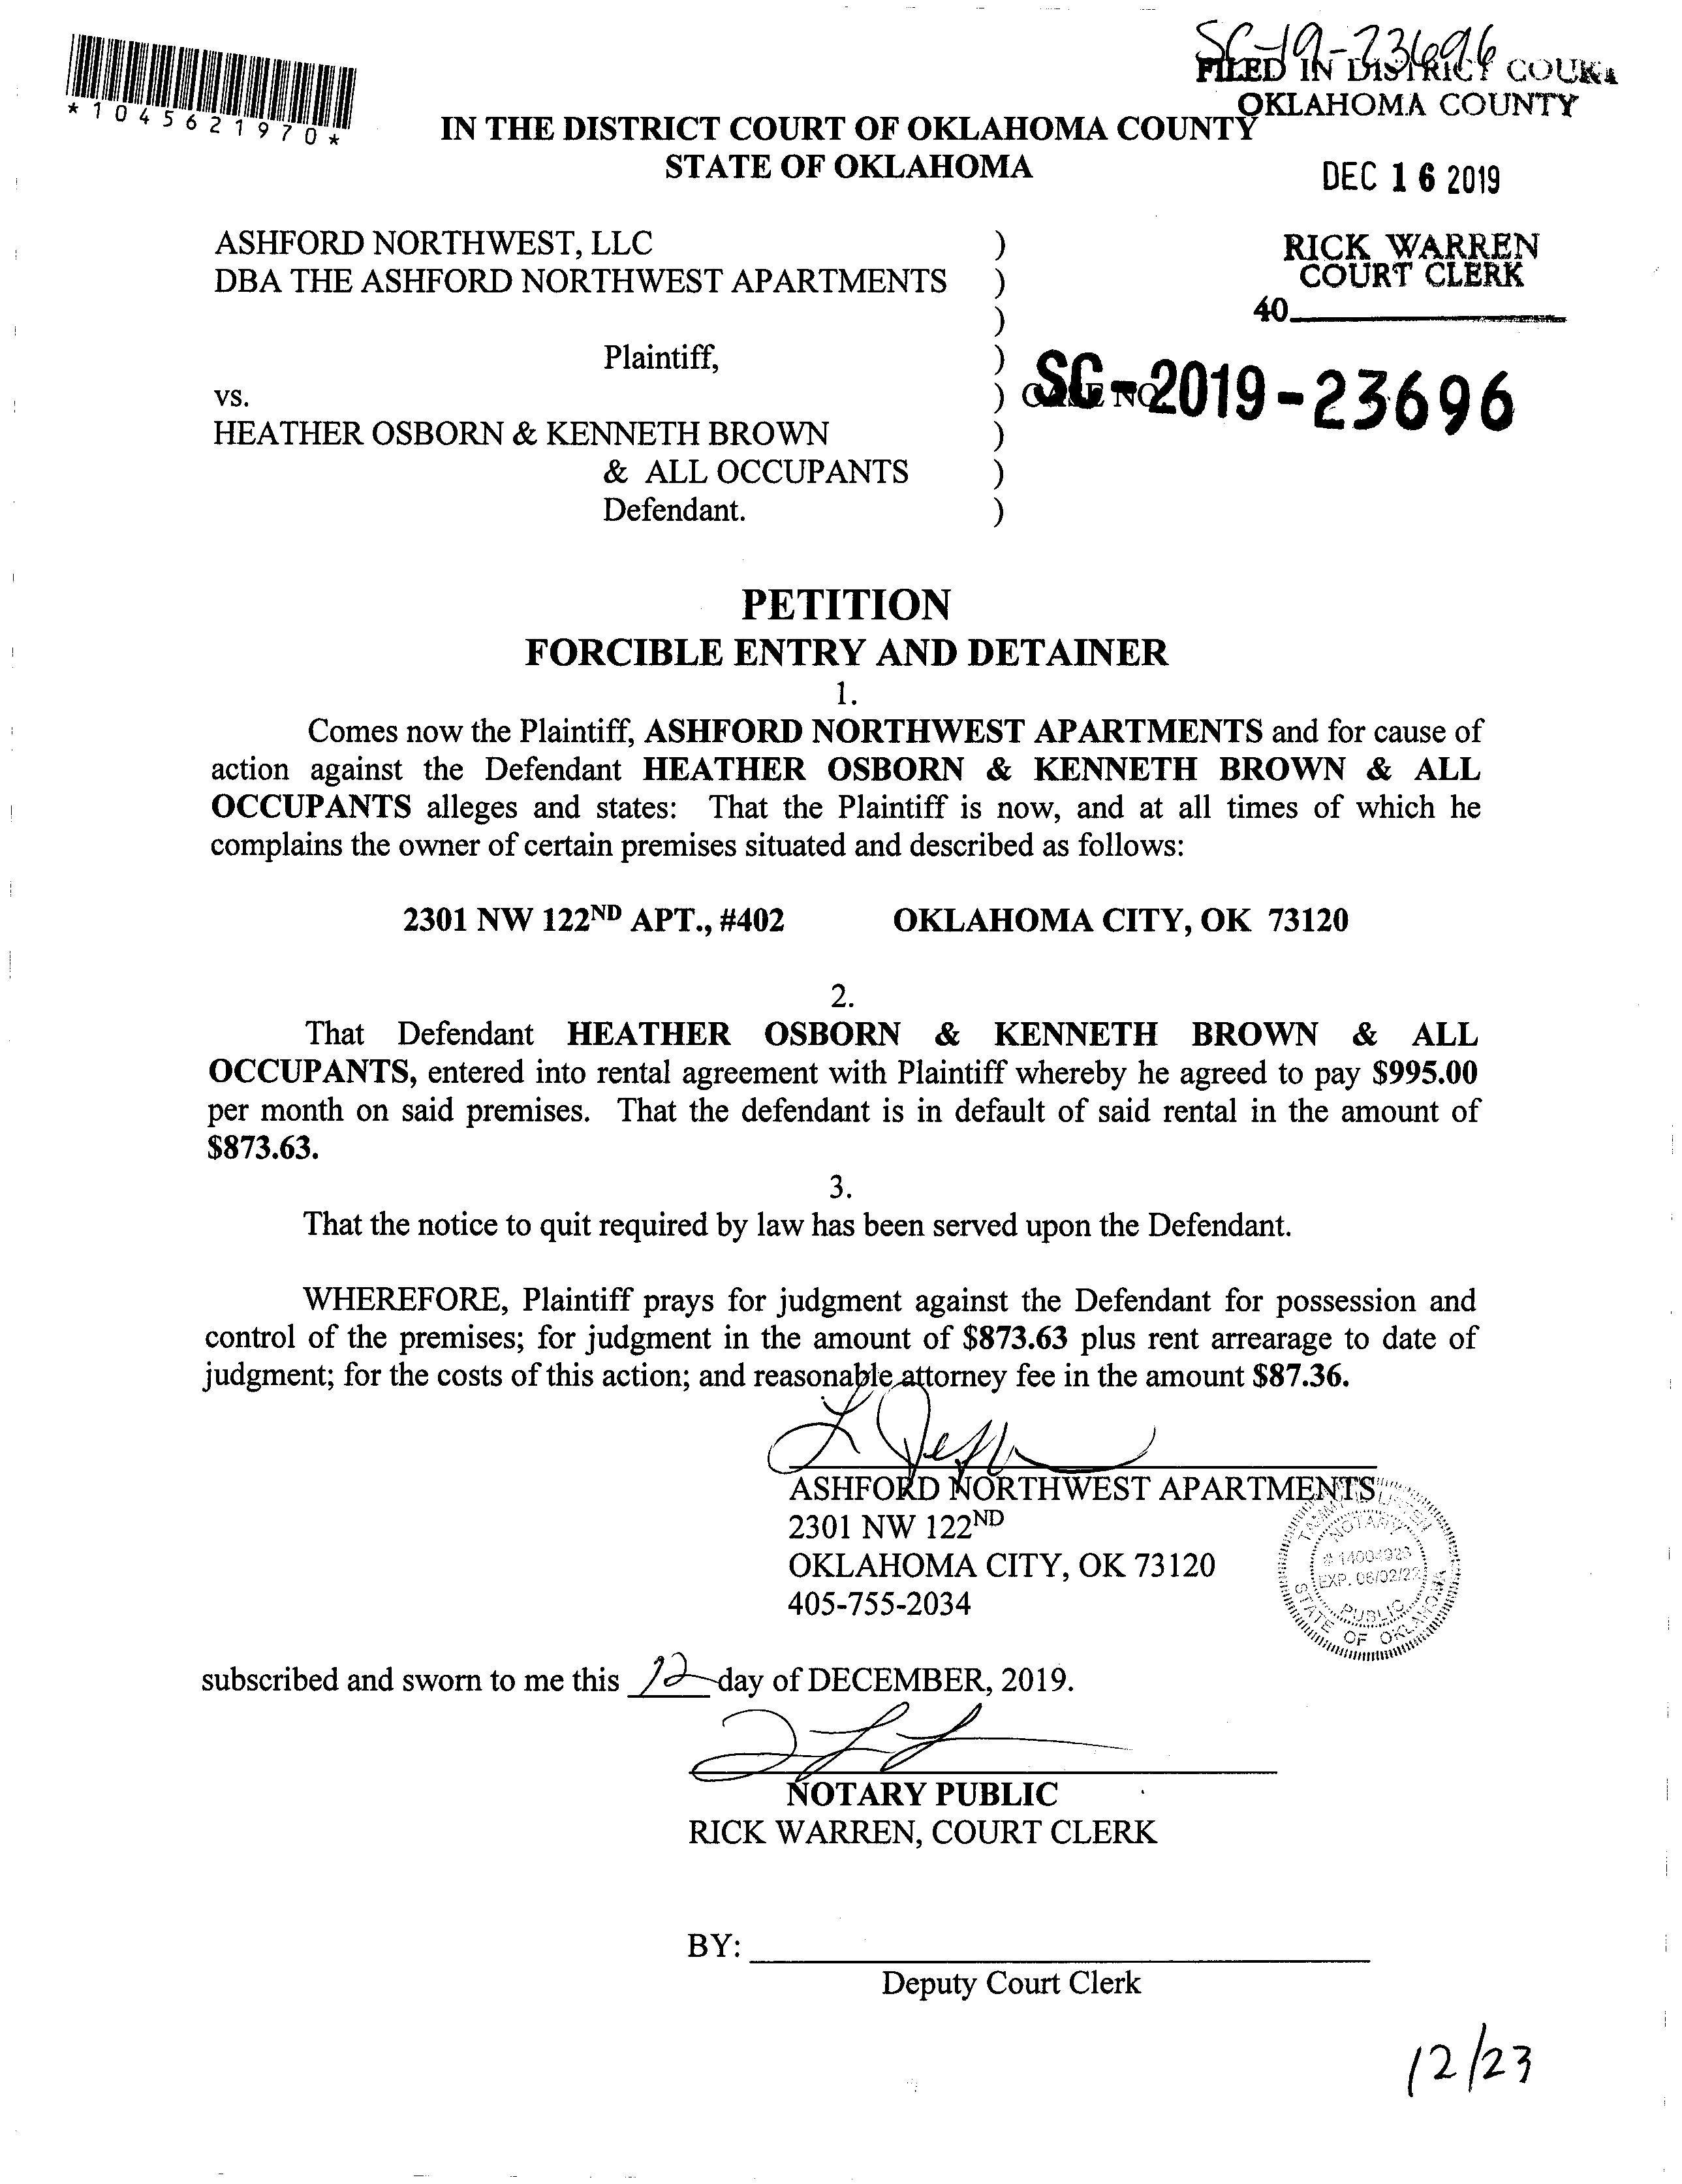 SC-19-23696
FILED IN DISTRICT COURT
OKLAHOMA COUNTY
*1045621970*
IN THE DISTRICT COURT OF OKLAHOMA COUNTY
STATE OF OKLAHOMA
DEC 16 2019
ASHFORD NORTHWEST, LLC )
DBA THE ASHFORD NORTHWEST APARTMENTS )
)
RICK WARREN
COURT CLERK
40
Plaintiff, )
vs. ) CASE NO.
SC-2019-23696
HEATHER OSBORN & KENNETH BROWN )
& ALL OCCUPANTS )
Defendant. )
PETITION
FORCIBLE ENTRY AND DETAINER
1.
Comes now the Plaintiff, ASHFORD NORTHWEST APARTMENTS and for cause of
action against the Defendant HEATHER OSBORN & KENNETH BROWN & ALL
OCCUPANTS alleges and states: That the Plaintiff is now, and at all times of which he
complains the owner of certain premises situated and described as follows:
2301 NW 122ND APT., #402 OKLAHOMA CITY, OK 73120
2.
That Defendant HEATHER OSBORN & KENNETH BROWN & ALL
OCCUPANTS, entered into rental agreement with Plaintiff whereby he agreed to pay $995.00
per month on said premises. That the defendant is in default of said rental in the amount of
$873.63.
3.
That the notice to quit required by law has been served upon the Defendant.
WHEREFORE, Plaintiff prays for judgment against the Defendant for possession and
control of the premises; for judgment in the amount of $873.63 plus rent arrearage to date of
judgment; for the costs of this action; and reasonable attorney fee in the amount $87.36.
ASHFORD NORTHWEST APARTMENTS
2301 NW 122ND
OKLAHOMA CITY, OK 73120
405-755-2034
TAMMY
NOTARY
EXP. 06/02/22
PUBLIC
STATE OF OKLAHOMA
subscribed and sworn to me this 12 day of DECEMBER, 2019.
NOTARY PUBLIC
RICK WARREN, COURT CLERK
BY:
Deputy Court Clerk
12/23